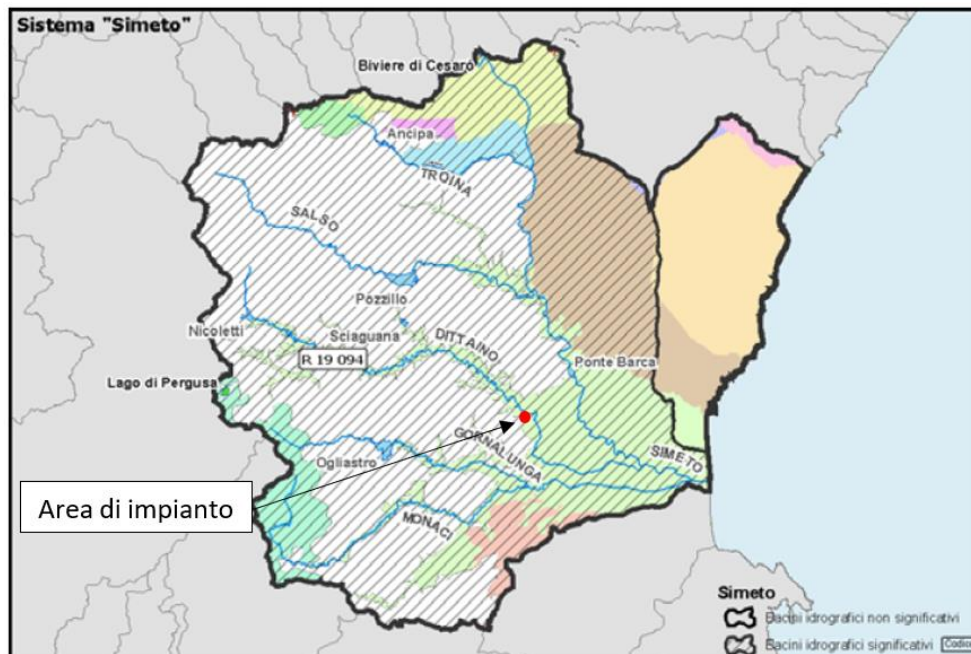 Sistema "Simeto"
Biviere di Cesaró
Ancipa
TROINA
SALSO
Pozzillo
Nicoletti
Sciaguana
DITTAINO
R 19 094
Ponte Barca
Lago di Pergusa
GORNALUNGA
Ogliastro
SIMETO
Area di impianto
MONACI
Simeto
Bacini idrografici non significativi
Bacini idrografici significativi